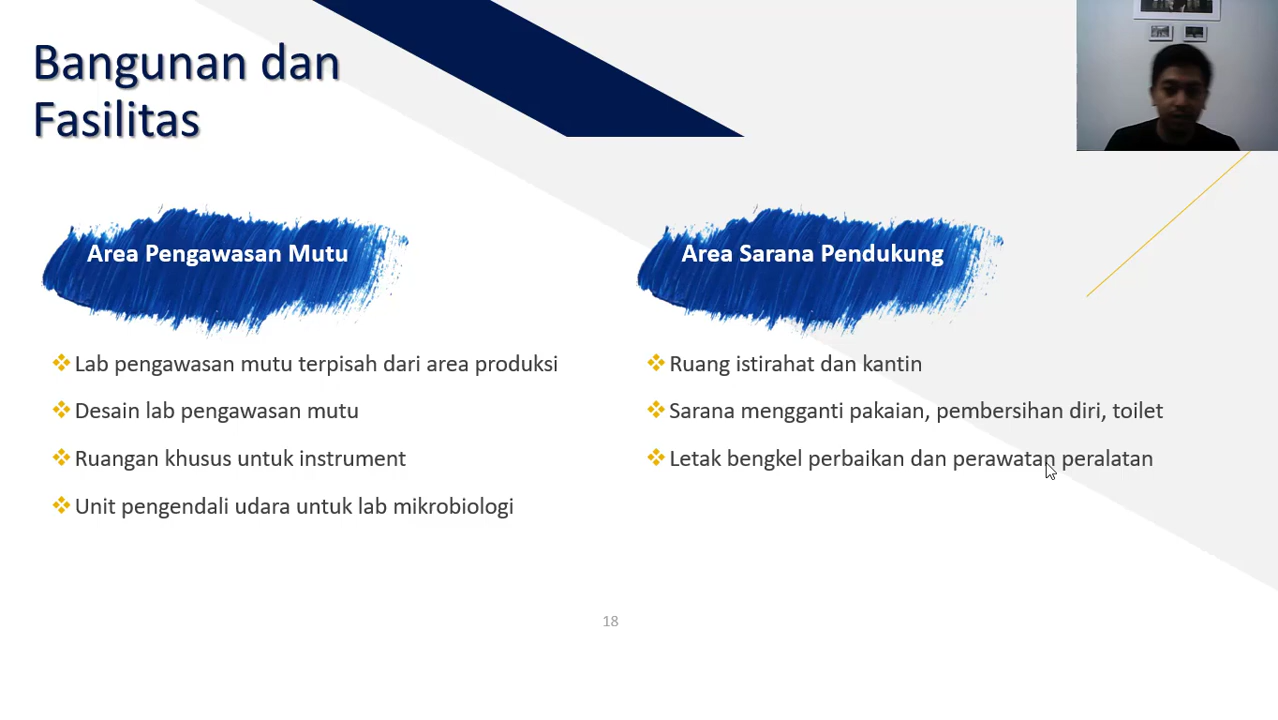 Bangunan dan
Fasilitas
Area Pengawasan Mutu
Lab pengawasan mutu terpisah dari area produksi
Desain lab pengawasan mutu
Ruangan khusus untuk instrument
Unit pengendali udara untuk lab mikrobiologi
Area Sarana Pendukung
Ruang istirahat dan kantin
Sarana mengganti pakaian, pembersihan diri, toilet
Letak bengkel perbaikan dan perawatan peralatan
18